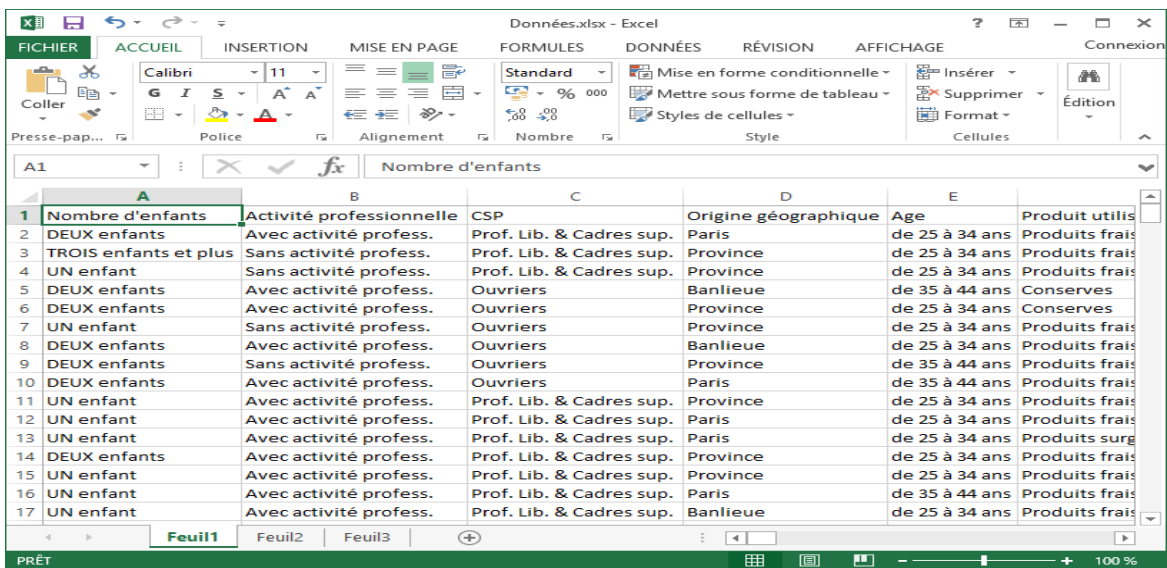 Données.xlsx - Excel ?
FICHIER ACCUEIL INSERTION MISE EN PAGE FORMULES DONNÉES RÉVISION AFFICHAGE Connexion
Calibri 11 Standard Mise en forme conditionnelle Insérer
Coller G I S A A % 000 Mettre sous forme de tableau Supprimer Édition
A Styles de cellules Format
Presse-pap... Police Alignement Nombre Style Cellules
A1 fx Nombre d'enfants
A B C D E
1 Nombre d'enfants Activité professionnelle CSP Origine géographique Age Produit utilis
2 DEUX enfants Avec activité profess. Prof. Lib. & Cadres sup. Paris de 25 à 34 ans Produits frais
3 TROIS enfants et plus Sans activité profess. Prof. Lib. & Cadres sup. Province de 25 à 34 ans Produits frais
4 UN enfant Sans activité profess. Prof. Lib. & Cadres sup. Province de 25 à 34 ans Produits frais
5 DEUX enfants Avec activité profess. Ouvriers Banlieue de 35 à 44 ans Conserves
6 DEUX enfants Avec activité profess. Ouvriers Province de 25 à 34 ans Conserves
7 UN enfant Sans activité profess. Ouvriers Province de 25 à 34 ans Produits frais
8 DEUX enfants Avec activité profess. Ouvriers Banlieue de 25 à 34 ans Produits frais
9 DEUX enfants Sans activité profess. Ouvriers Province de 35 à 44 ans Produits frais
10 DEUX enfants Avec activité profess. Ouvriers Paris de 35 à 44 ans Produits frais
11 UN enfant Avec activité profess. Prof. Lib. & Cadres sup. Province de 25 à 34 ans Produits frais
12 UN enfant Avec activité profess. Prof. Lib. & Cadres sup. Paris de 25 à 34 ans Produits frais
13 UN enfant Avec activité profess. Prof. Lib. & Cadres sup. Paris de 25 à 34 ans Produits surg
14 DEUX enfants Avec activité profess. Prof. Lib. & Cadres sup. Province de 25 à 34 ans Produits frais
15 UN enfant Avec activité profess. Prof. Lib. & Cadres sup. Province de 25 à 34 ans Produits frais
16 UN enfant Avec activité profess. Prof. Lib. & Cadres sup. Paris de 35 à 44 ans Produits frais
17 UN enfant Avec activité profess. Prof. Lib. & Cadres sup. Banlieue de 25 à 34 ans Produits frais
Feuil1 Feuil2 Feuil3
PRÊT 100 %